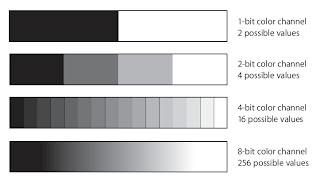 1-bit color channel
2 possible values
2-bit color channel
4 possible values
4-bit color channel
16 possible values
8-bit color channel
256 possible values